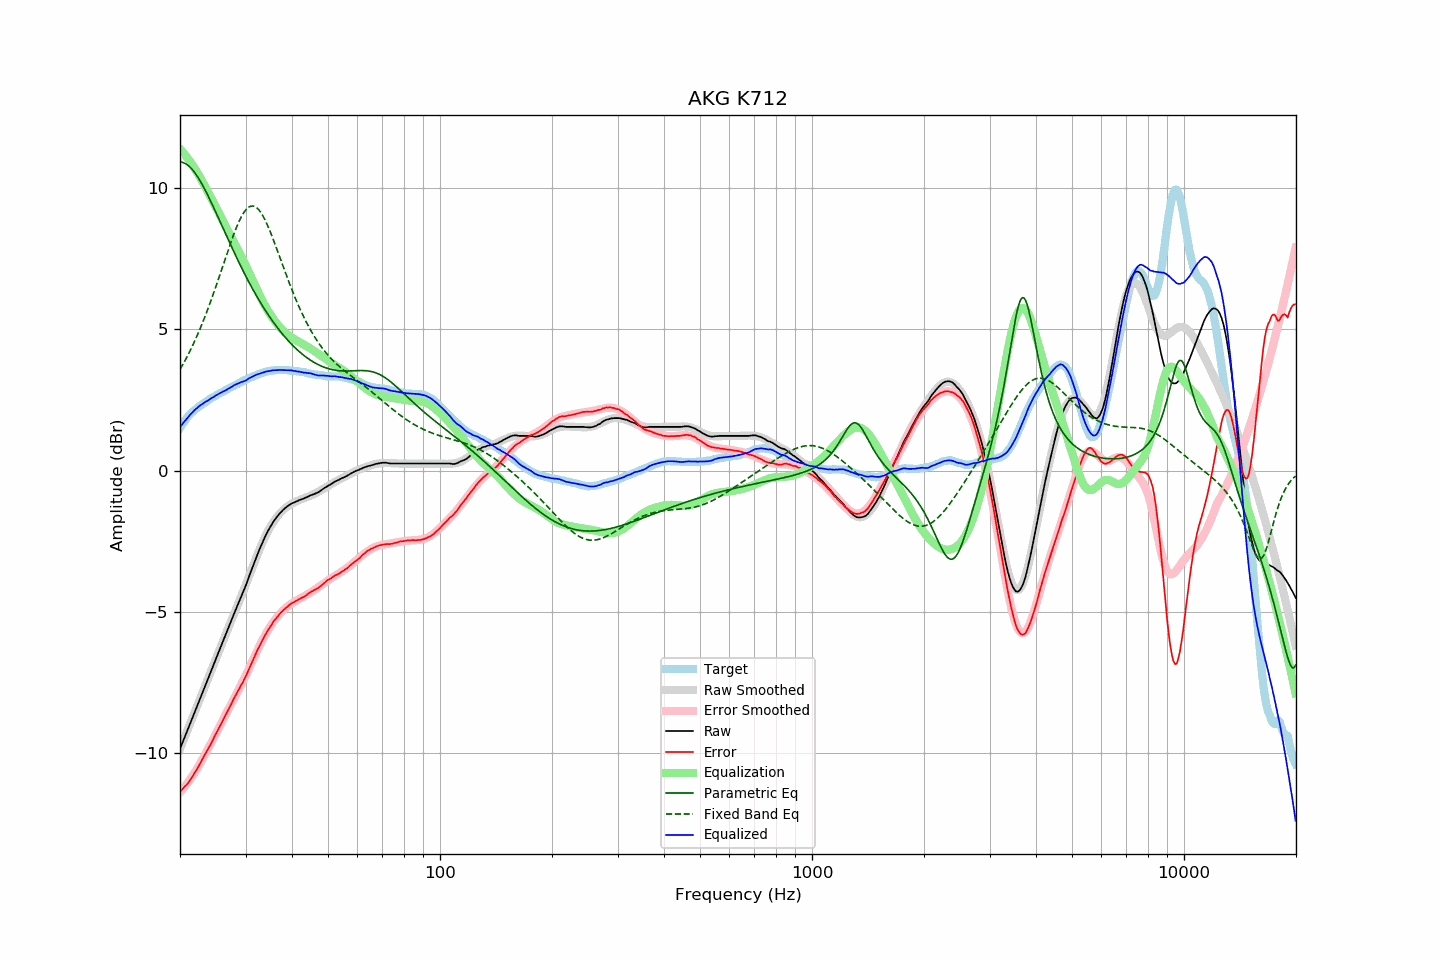 AKG K712
Amplitude (dBr)
10
5
0
−5
−10
Target
Raw Smoothed
Error Smoothed
Raw
Error
Equalization
Parametric Eq
Fixed Band Eq
Equalized
100
1000
10000
Frequency (Hz)